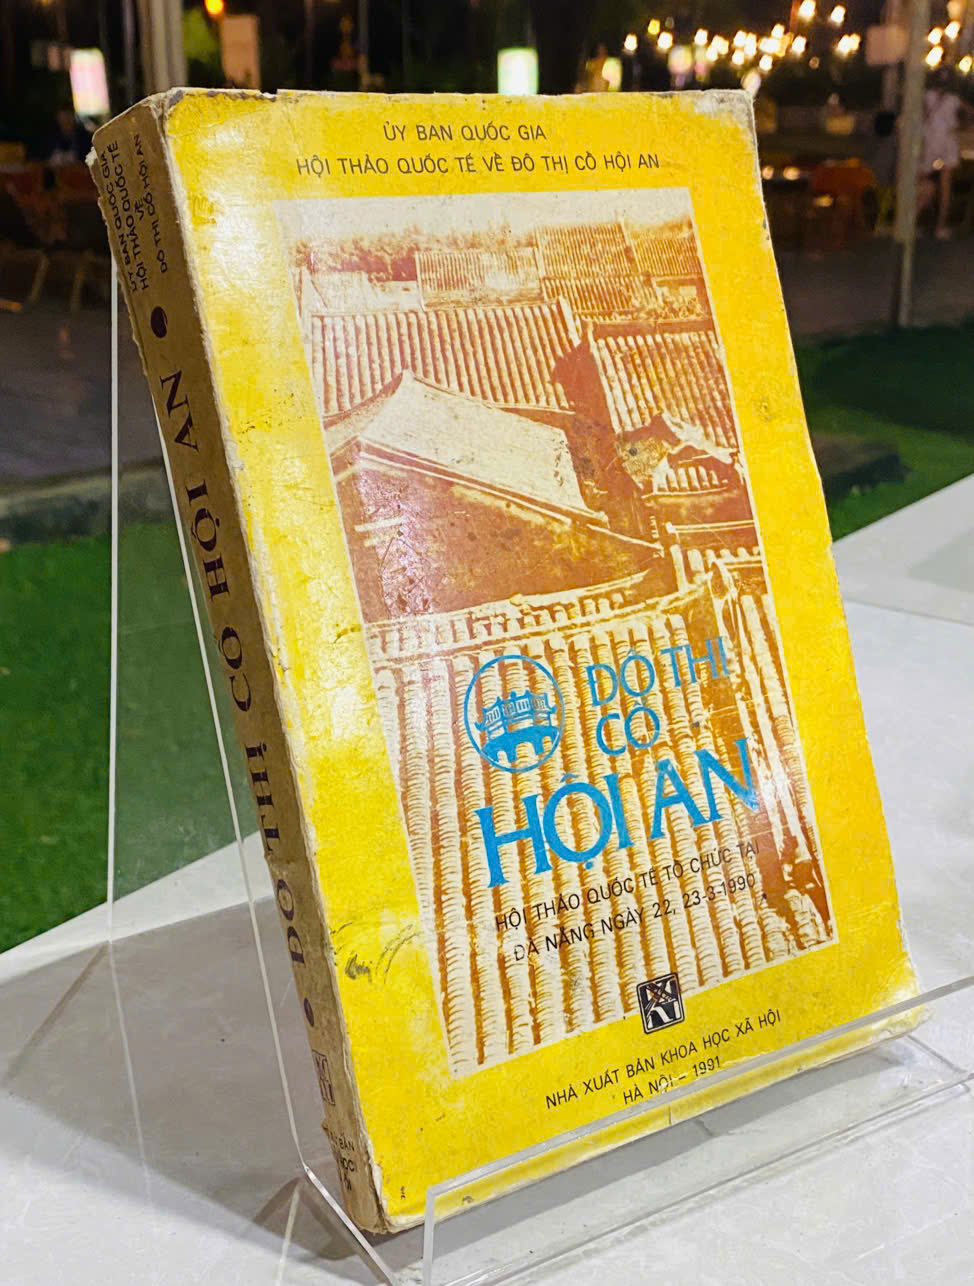 ỦY BAN QUỐC GIA
HỘI THẢO QUỐC TẾ VỀ ĐÔ THỊ CỔ HỘI AN
ĐÔ THỊ
CỔ
HỘI AN
HỘI THẢO QUỐC TẾ TỔ CHỨC TẠI
ĐÀ NẴNG NGÀY 22, 23-3-1990
NHÀ XUẤT BẢN KHOA HỌC XÃ HỘI
HÀ NỘI – 1991
ỦY BAN QUỐC GIA
HỘI THẢO QUỐC TẾ
VỀ
ĐÔ THỊ CỔ HỘI AN
ĐÔ THỊ CỔ HỘI AN
BẢN